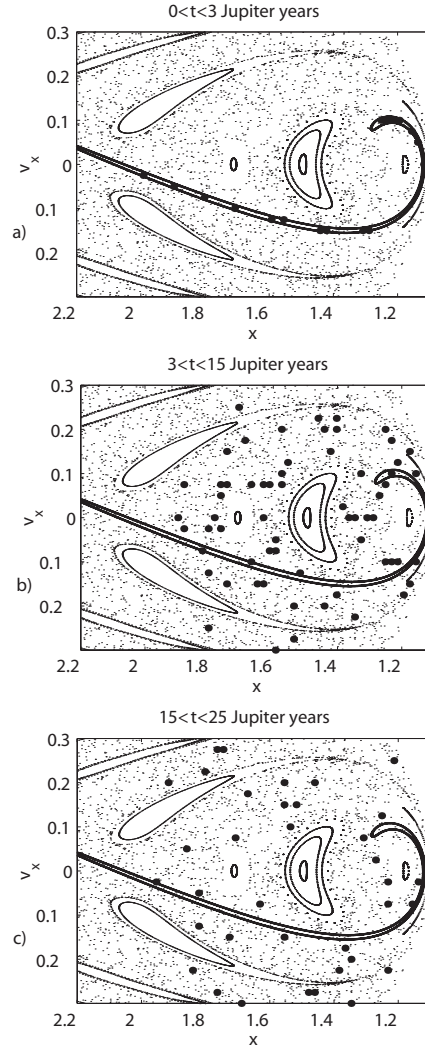 0<t<3 Jupiter years
0.3
0.2
0.1
0
0.1
0.2
v_x
a)
2.2 2 1.8 1.6 1.4 1.2
x
3<t<15 Jupiter years
0.3
0.2
0.1
0
0.1
0.2
v_x
b)
2.2 2 1.8 1.6 1.4 1.2
x
15<t<25 Jupiter years
0.3
0.2
0.1
0
0.1
0.2
v_x
c)
2.2 2 1.8 1.6 1.4 1.2
x